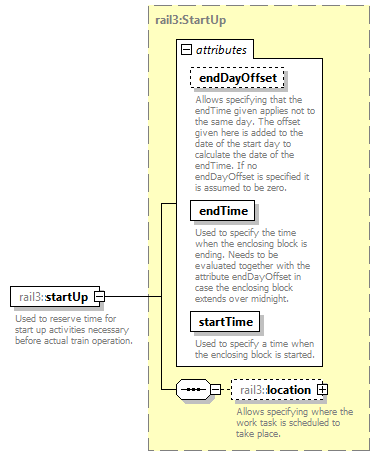 rail3:StartUp
attributes
endDayOffset
Allows specifying that the
endTime given applies not to
the same day. The offset
given here is added to the
date of the start day to
calculate the date of the
endTime. If no
endDayOffset is specified it
is assumed to be zero.
endTime
Used to specify the time
when the enclosing block is
ending. Needs to be
evaluated together with the
attribute endDayOffset in
case the enclosing block
extends over midnight.
rail3:startUp
Used to reserve time for
start up activities necessary
before actual train operation.
startTime
Used to specify a time when
the enclosing block is started.
rail3:location
Allows specifying where the
work task is scheduled to
take place.